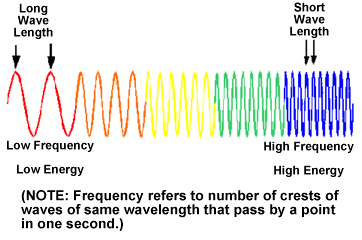 Long
Wave
Length
Short
Wave
Length
Low Frequency
High Frequency
Low Energy
High Energy
(NOTE: Frequency refers to number of crests of
waves of same wavelength that pass by a point
in one second.)